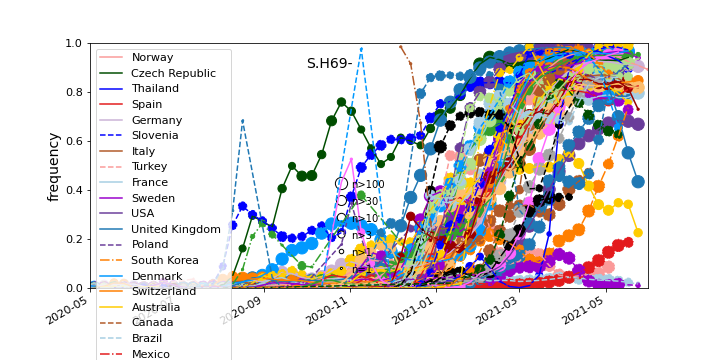 S.H69-
frequency
1.0
0.8
0.6
0.4
0.2
0.0
Norway
Czech Republic
Thailand
Spain
Germany
Slovenia
Italy
Turkey
France
Sweden
USA
United Kingdom
Poland
South Korea
Denmark
Switzerland
Australia
Canada
Brazil
Mexico
n>100
n>30
n>10
n>3
n>1
n=1
2020-05
2020-09
2020-11
2021-01
2021-03
2021-05